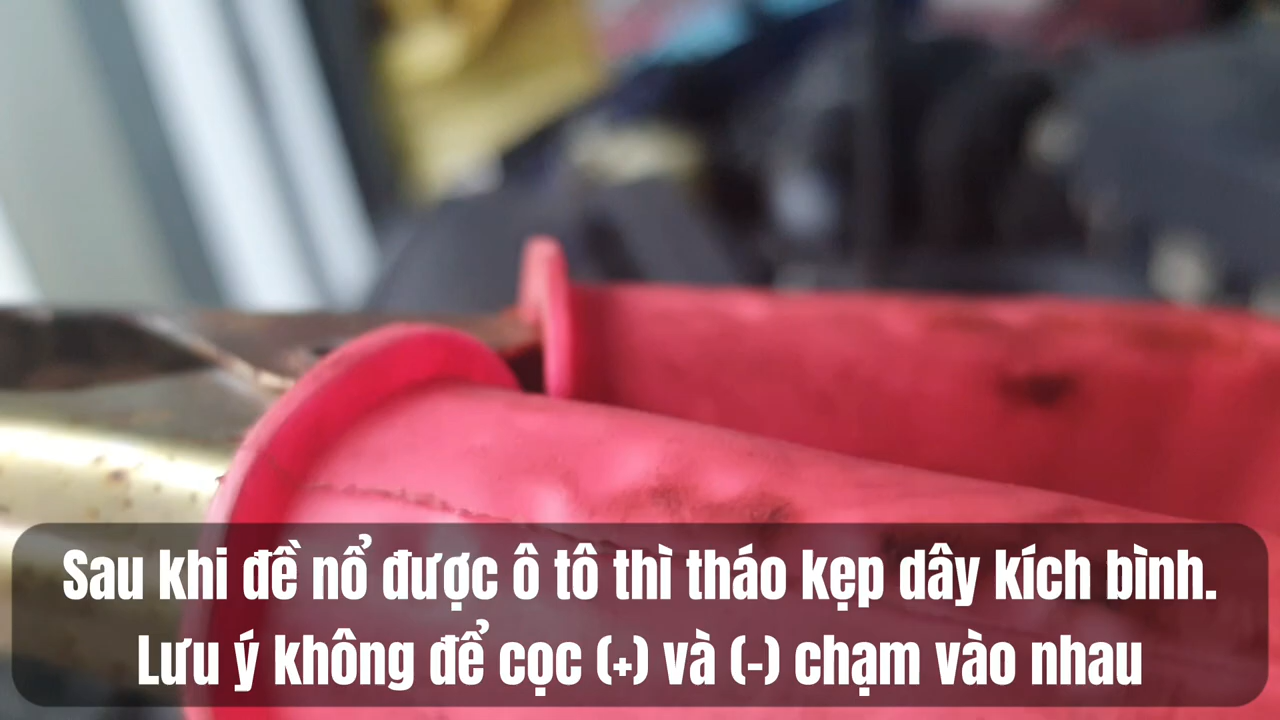 Sau khi đề nổ được ô tô thì tháo kẹp dây kích bình.
Lưu ý không để cọc (+) và (-) chạm vào nhau